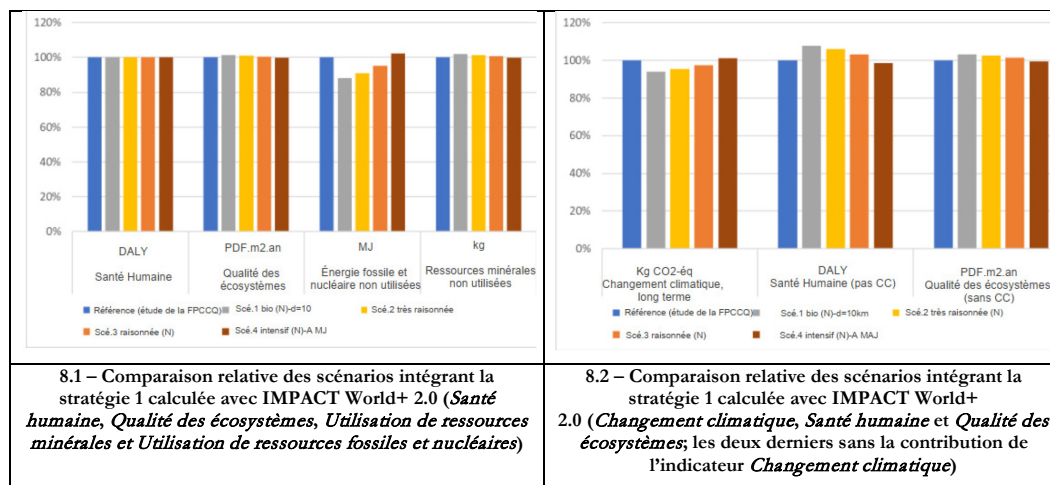 120%
100%
80%
60%
40%
20%
0%
DALY
PDF.m2.an
MJ
kg
Santé Humaine
Qualité des
écosystèmes
Énergie fossile et
nucléaire non utilisées
Ressources minérales
non utilisées
Référence (étude de la FPCCQ)
Scé.1 bio (N)-d=10
Scé.2 très raisonnée
Scé.3 raisonnée (N)
Scé.4 intensif (N)-A MJ
120%
100%
80%
60%
40%
20%
0%
Kg CO2-éq
Changement climatique,
long terme
DALY
Santé Humaine (pas CC)
PDF.m2.an
Qualité des écosystèmes
(sans CC)
Référence (étude de la FPCCQ)
Scé.1 bio (N)-d=10km
Scé.2 très raisonnée (N)
Scé.3 raisonnée (N)
Scé.4 intensif (N)-A MAJ
8.1 – Comparaison relative des scénarios intégrant la
stratégie 1 calculée avec IMPACT World+ 2.0 (Santé
humaine, Qualité des écosystèmes, Utilisation de ressources
minérales et Utilisation de ressources fossiles et nucléaires)
8.2 – Comparaison relative des scénarios intégrant la
stratégie 1 calculée avec IMPACT World+
2.0 (Changement climatique, Santé humaine et Qualité des
écosystèmes; les deux derniers sans la contribution de
l'indicateur Changement climatique)